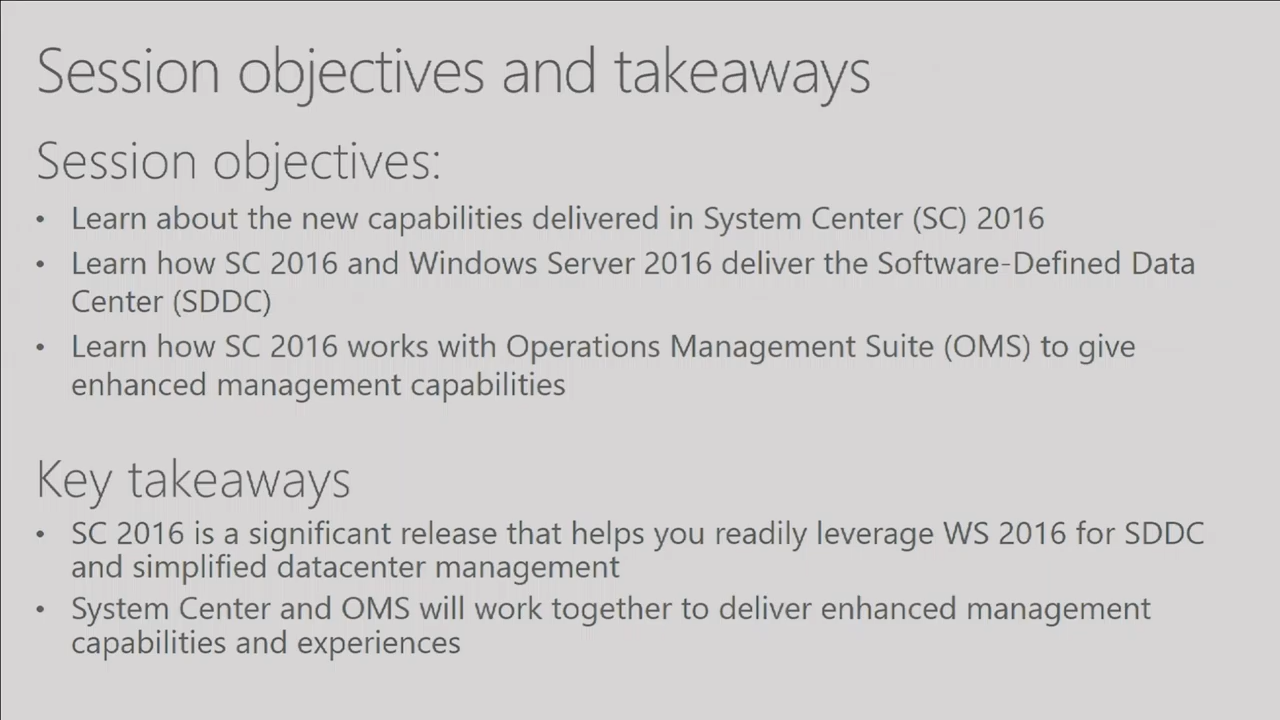 Session objectives and takeaways
Session objectives:
• Learn about the new capabilities delivered in System Center (SC) 2016
• Learn how SC 2016 and Windows Server 2016 deliver the Software-Defined Data
Center (SDDC)
• Learn how SC 2016 works with Operations Management Suite (OMS) to give
enhanced management capabilities
Key takeaways
• SC 2016 is a significant release that helps you readily leverage WS 2016 for SDDC
and simplified datacenter management
• System Center and OMS will work together to deliver enhanced management
capabilities and experiences